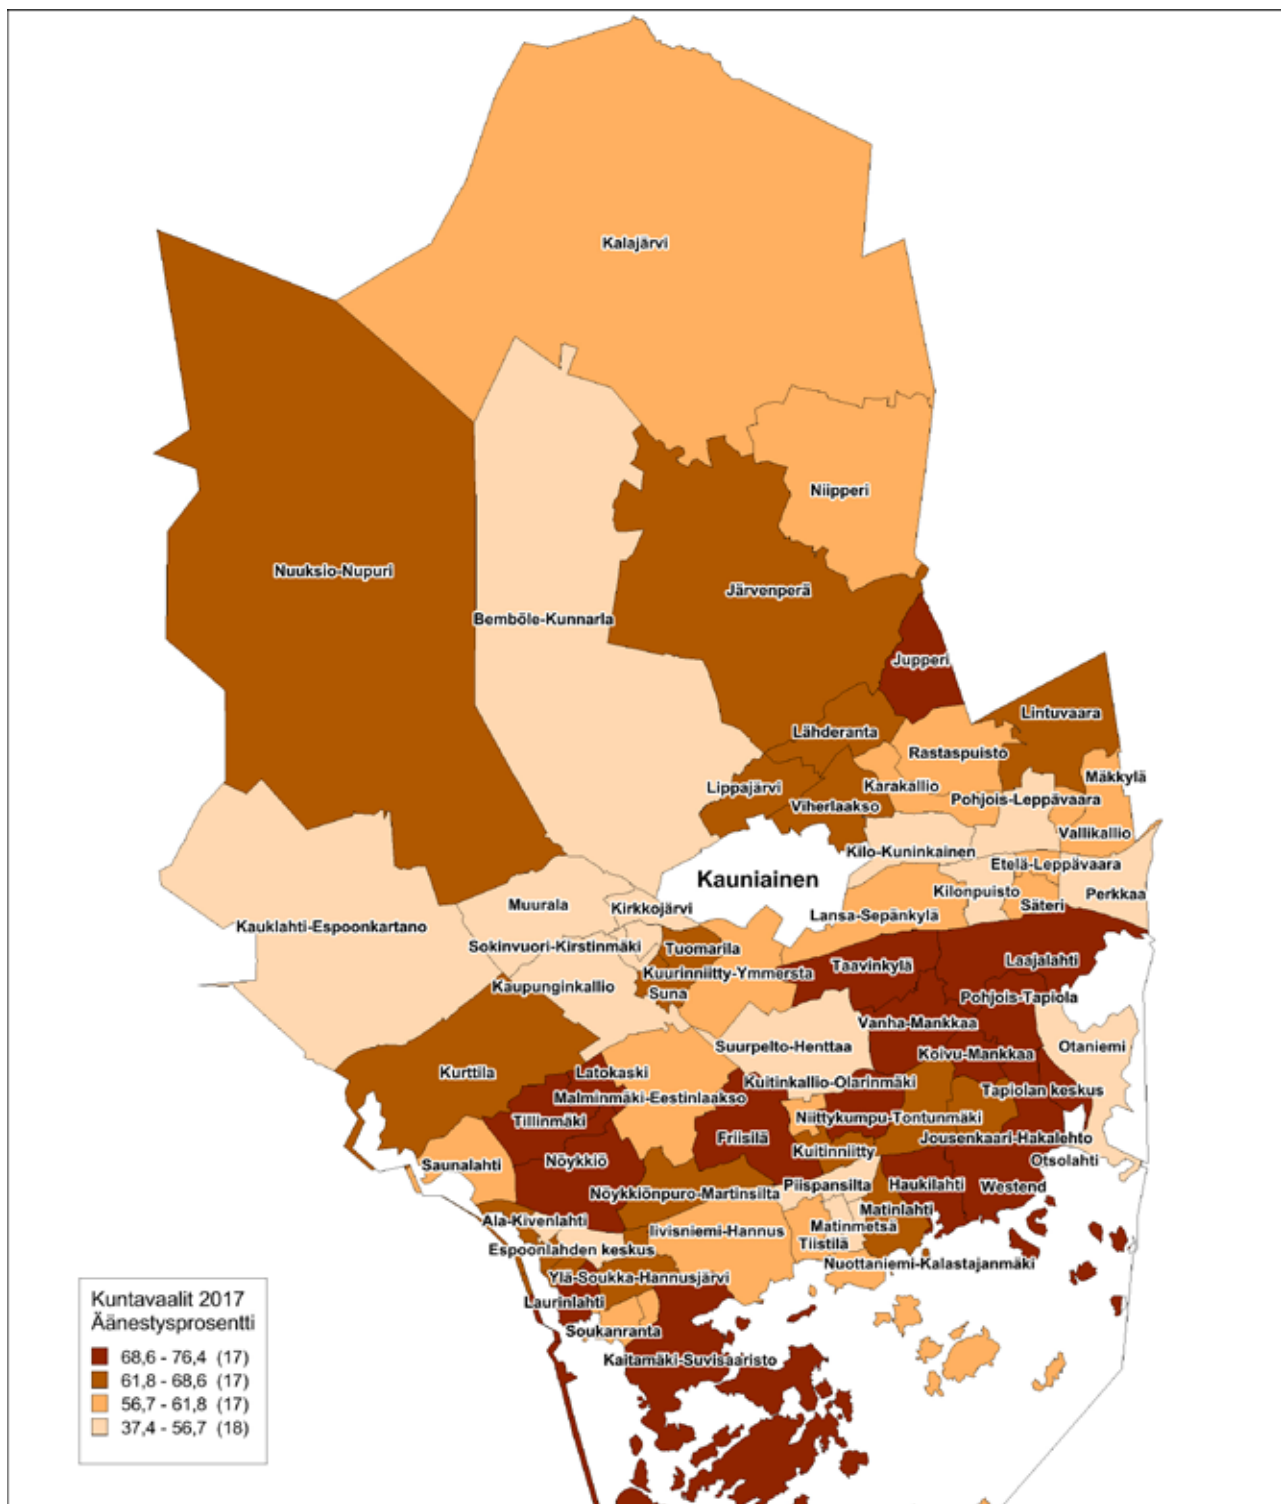 Kalajärvi
Niipperi
Nuuksio-Nupuri
Järvenperä
Bemböle-Kunnarla
Jupperi
Lintuvaara
Lähderanta
Rastaspuisto
Mäkkylä
Lippajärvi
Karakallio
Viherlaakso
Pohjois-Leppävaara
Vallikallio
Kilo-Kuninkainen
Etelä-Leppävaara
Kauniainen
Kilonpuisto
Perkkaa
Muurala
Kirkkojärvi
Säteri
Lansa-Sepänkylä
Kauklahti-Espoonkartano
Sokinvuori-Kirstinmäki
Tuomarila
Taavinkylä
Laajalahti
Kuurinniitty-Ymmersta
Kaupunginkallio
Suna
Pohjois-Tapiola
Vanha-Mankkaa
Suurpelto-Henttaa
Otaniemi
Koivu-Mankkaa
Kurttila
Latokaski
Kuitinkallio-Olarinmäki
Tapiolan keskus
Malminmäki-Eestinlaakso
Tillinmäki
Niittykumpu-Tontunmäki
Friisilä
Jousenkaari-Hakalehto
Kuitinniitty
Saunalahti
Nöykkiö
Otsolahti
Piispansilta
Haukilahti
Westend
Nöykkiönpuro-Martinsilta
Matinlahti
Ala-Kivenlahti
Iivisniemi-Hannus
Matinmetsä
Tiistilä
Espoonlahden keskus
Nuottaniemi-Kalastajanmäki
Ylä-Soukka-Hannusjärvi
Laurinlahti
Soukanranta
Kaitamäki-Suvisaaristo
Kuntavaalit 2017
Äänestysprosentti
68,6 - 76,4 (17)
61,8 - 68,6 (17)
56,7 - 61,8 (17)
37,4 - 56,7 (18)